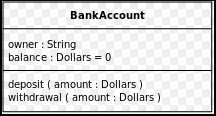 BankAccount
owner : String
balance : Dollars = 0
deposit ( amount : Dollars )
withdrawal ( amount : Dollars )